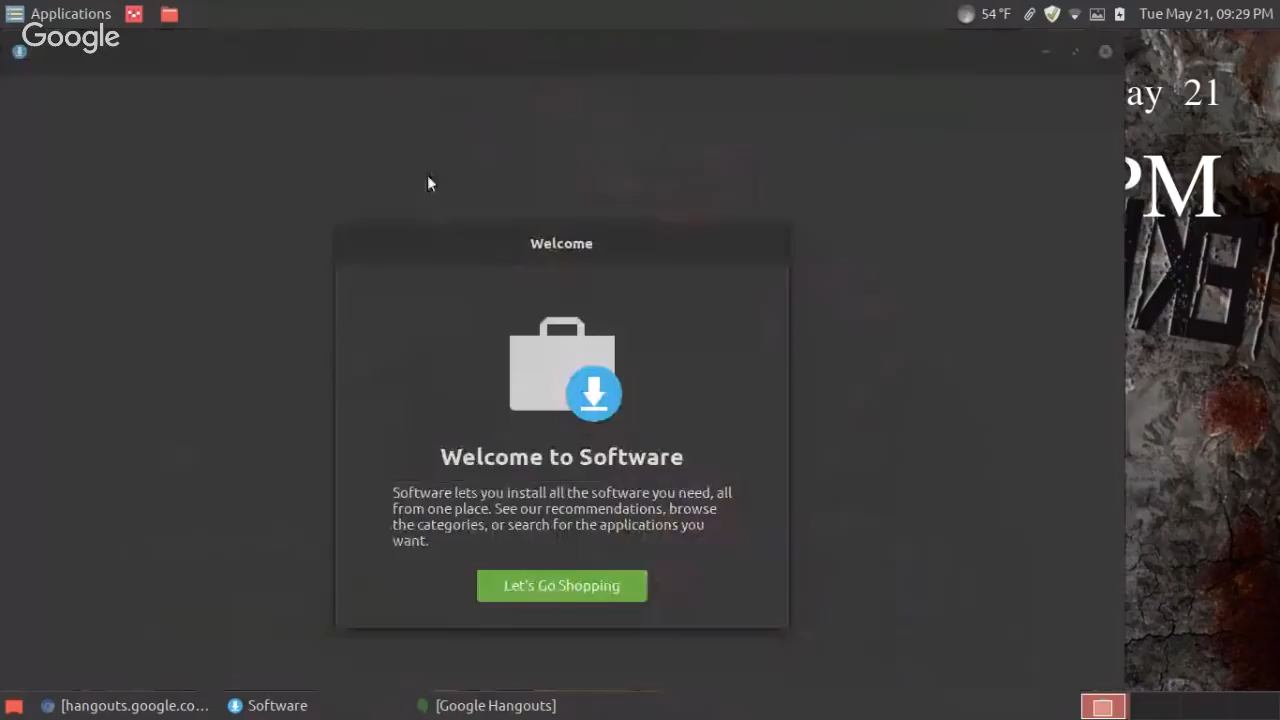 Applications
54 °F
Tue May 21, 09:29 PM
Google
ay 21
PM
Welcome
Welcome to Software
Software lets you install all the software you need, all
from one place. See our recommendations, browse
the categories, or search for the applications you
want.
Let's Go Shopping
[hangouts.google.co...
Software
[Google Hangouts]